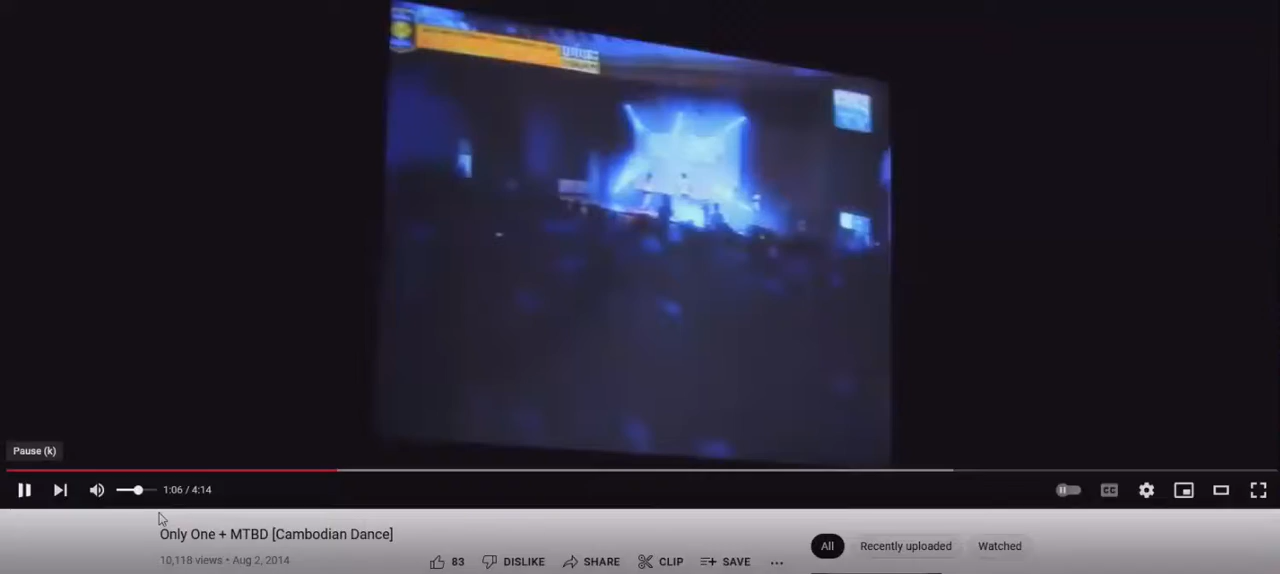 Pause (k)
1:06 / 4:14
CC
Only One + MTBD [Cambodian Dance]
10,118 views • Aug 2, 2014
83 DISLIKE SHARE CLIP SAVE ...
All Recently uploaded Watched